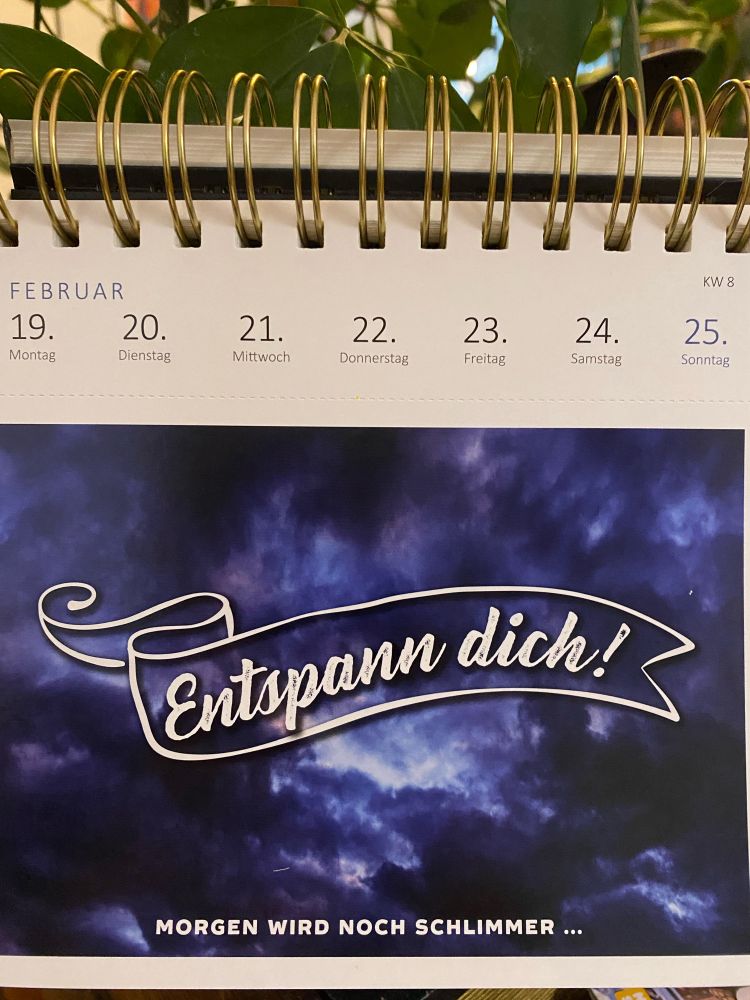 FEBRUAR
KW 8
19. 20. 21. 22. 23. 24. 25.
Montag Dienstag Mittwoch Donnerstag Freitag Samstag Sonntag
Entspann dich!
MORGEN WIRD NOCH SCHLIMMER ...